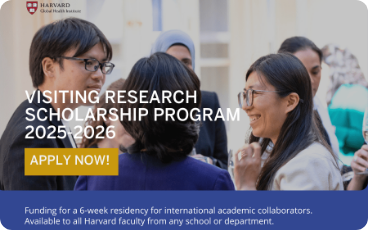 HARVARD
Global Health Institute
VISITING RESEARCH
SCHOLARSHIP PROGRAM
2025-2026
APPLY NOW!
Funding for a 6-week residency for international academic collaborators.
Available to all Harvard faculty from any school or department.